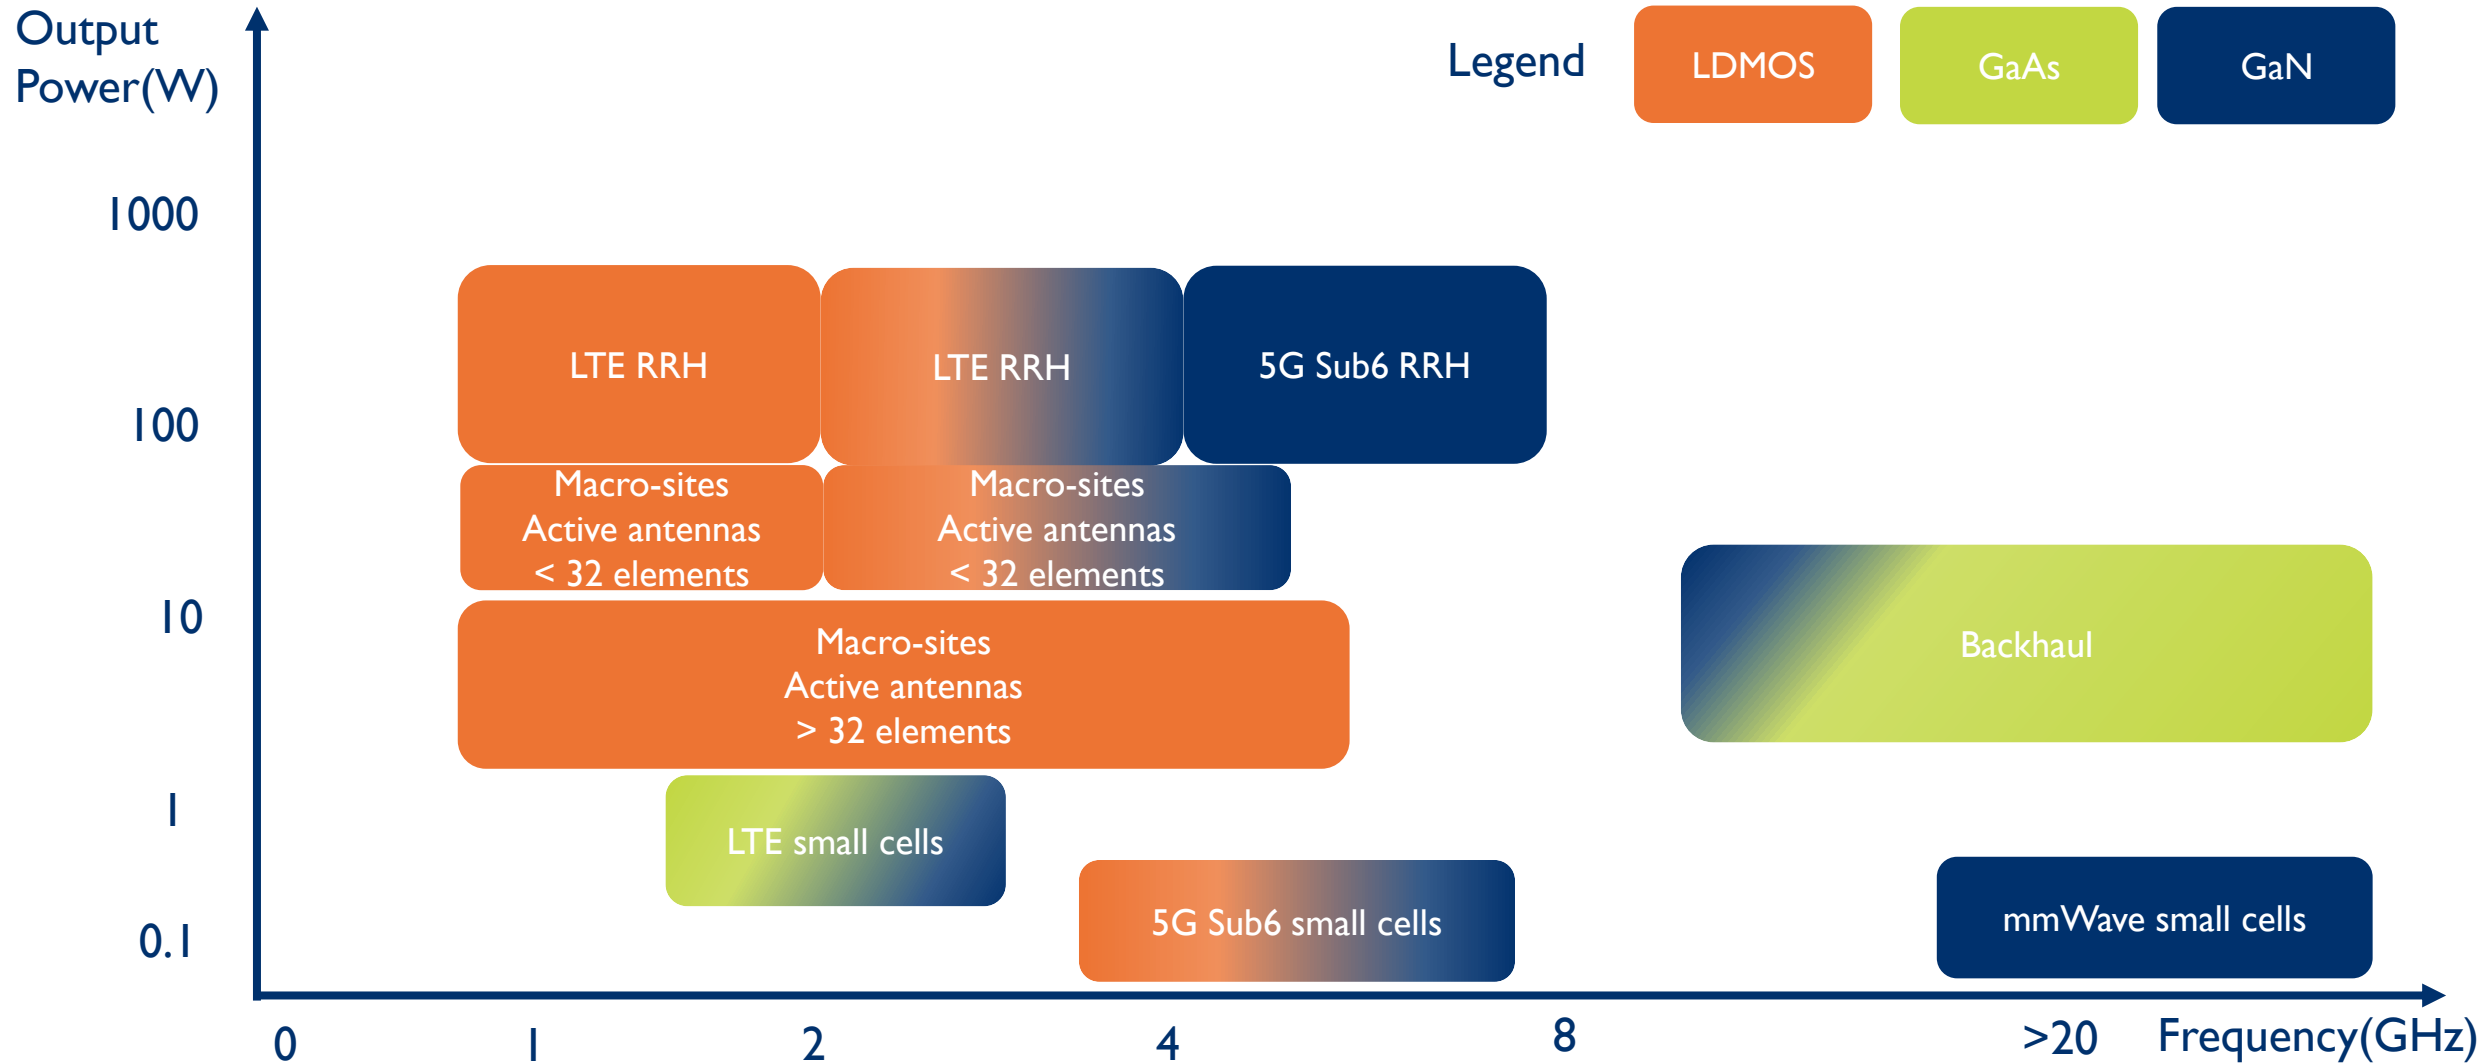 Output
Power(W)
Legend
LDMOS
GaAs
GaN
1000
100
10
1
0.1
LTE RRH
LTE RRH
5G Sub6 RRH
Macro-sites
Active antennas
< 32 elements
Macro-sites
Active antennas
< 32 elements
Macro-sites
Active antennas
> 32 elements
Backhaul
LTE small cells
5G Sub6 small cells
mmWave small cells
0
1
2
4
8
>20
Frequency(GHz)